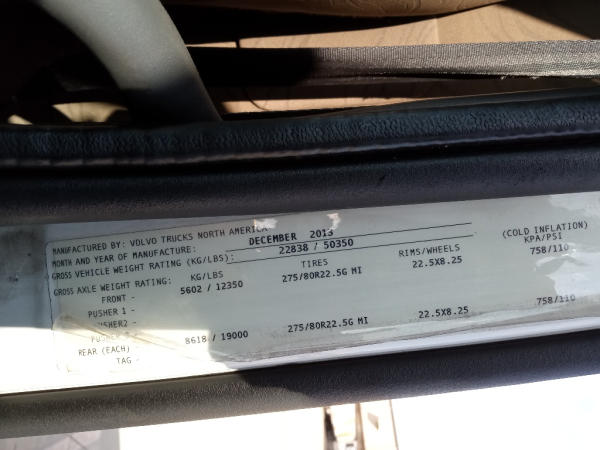 MANUFACTURED BY: VOLVO TRUCKS NORTH AMERICA
MONTH AND YEAR OF MANUFACTURE: DECEMBER 2013
GROSS VEHICLE WEIGHT RATING (KG/LBS): 22838 / 50350
(COLD INFLATION)
GROSS AXLE WEIGHT RATING: KG/LBS TIRES RIMS/WHEELS KPA/PSI
FRONT - 5602 / 12350 275/80R22.5G MI 22.5X8.25 758/110
PUSHER 1 -
PUSHER2 -
REAR (EACH) - 8618 / 19000 275/80R22.5G MI 22.5X8.25 758/110
TAG -